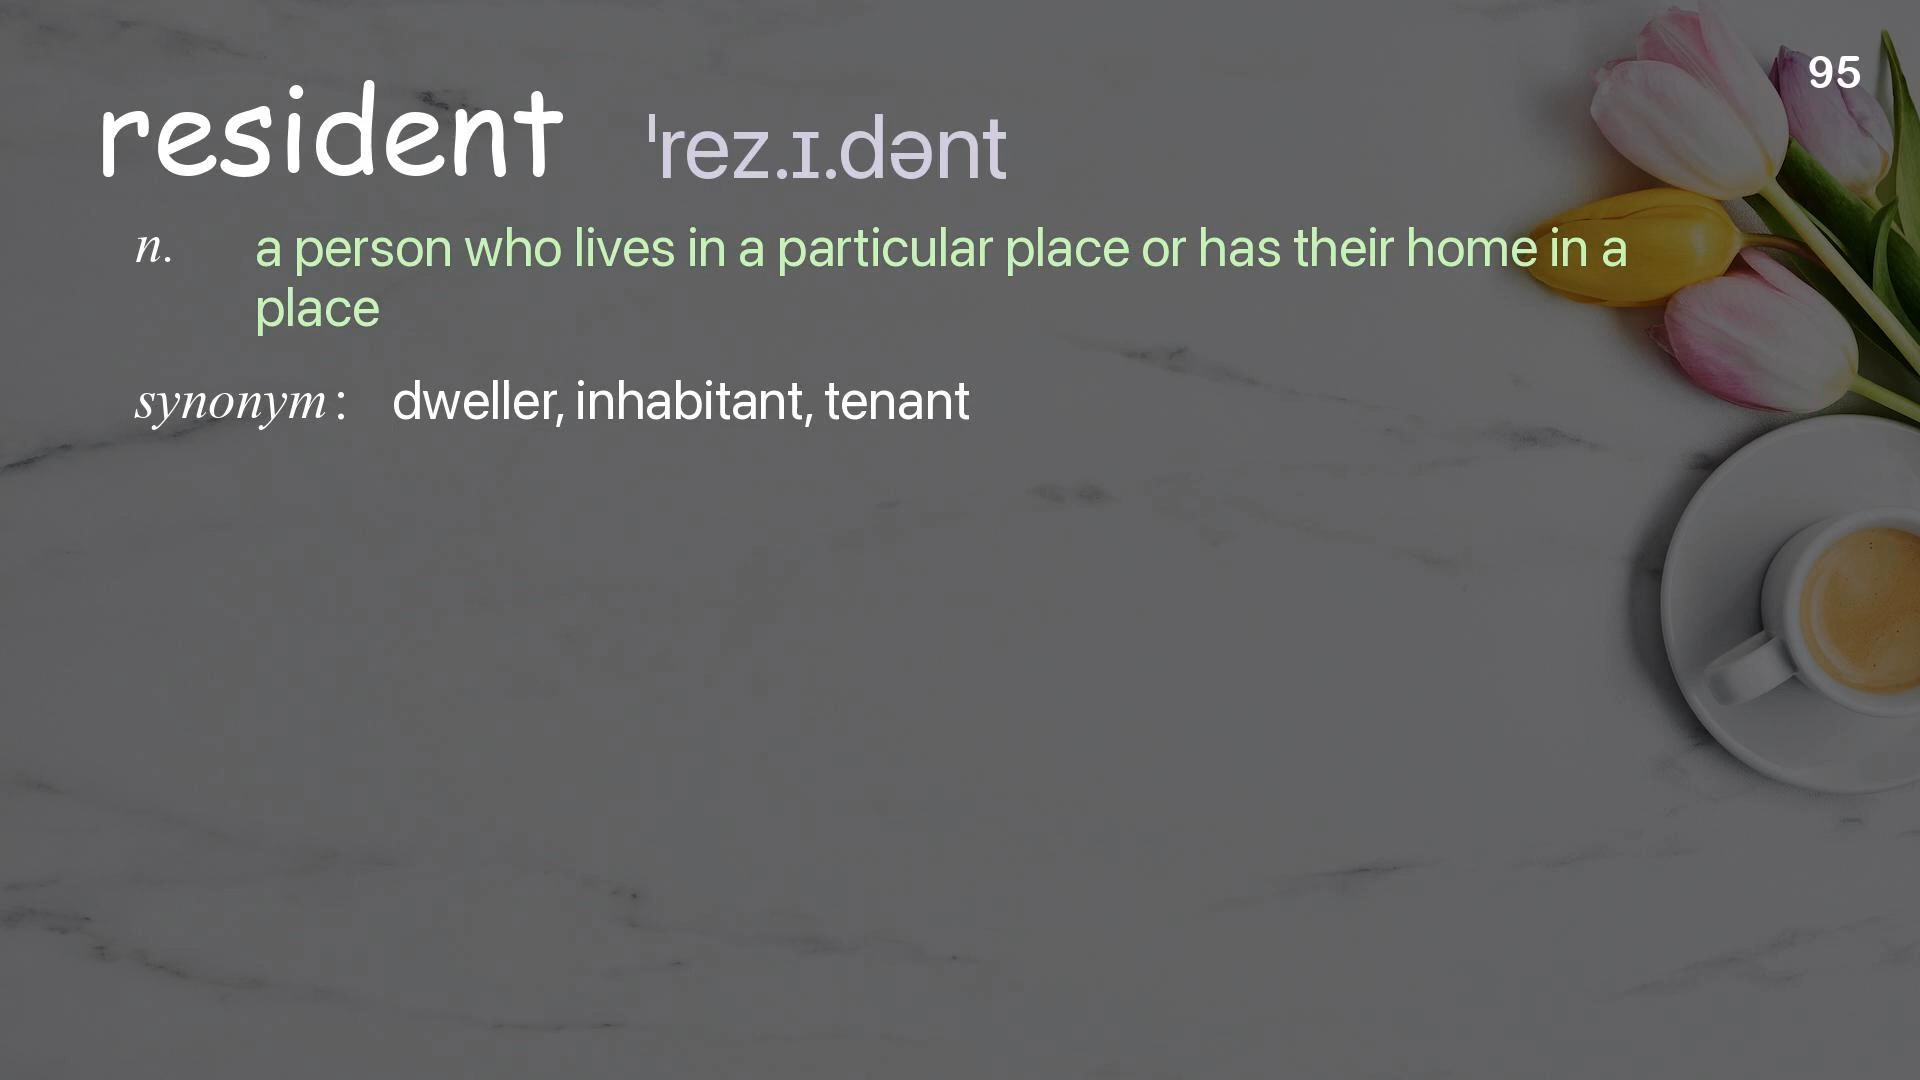 95
resident ˈrez.ɪ.dənt
n. a person who lives in a particular place or has their home in a
place
synonym: dweller, inhabitant, tenant